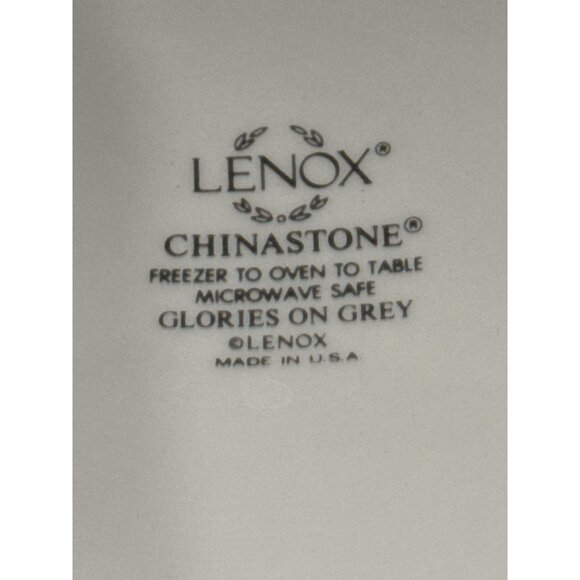 LENOX®
CHINASTONE®
FREEZER TO OVEN TO TABLE
MICROWAVE SAFE
GLORIES ON GREY
©LENOX
MADE IN U.S.A